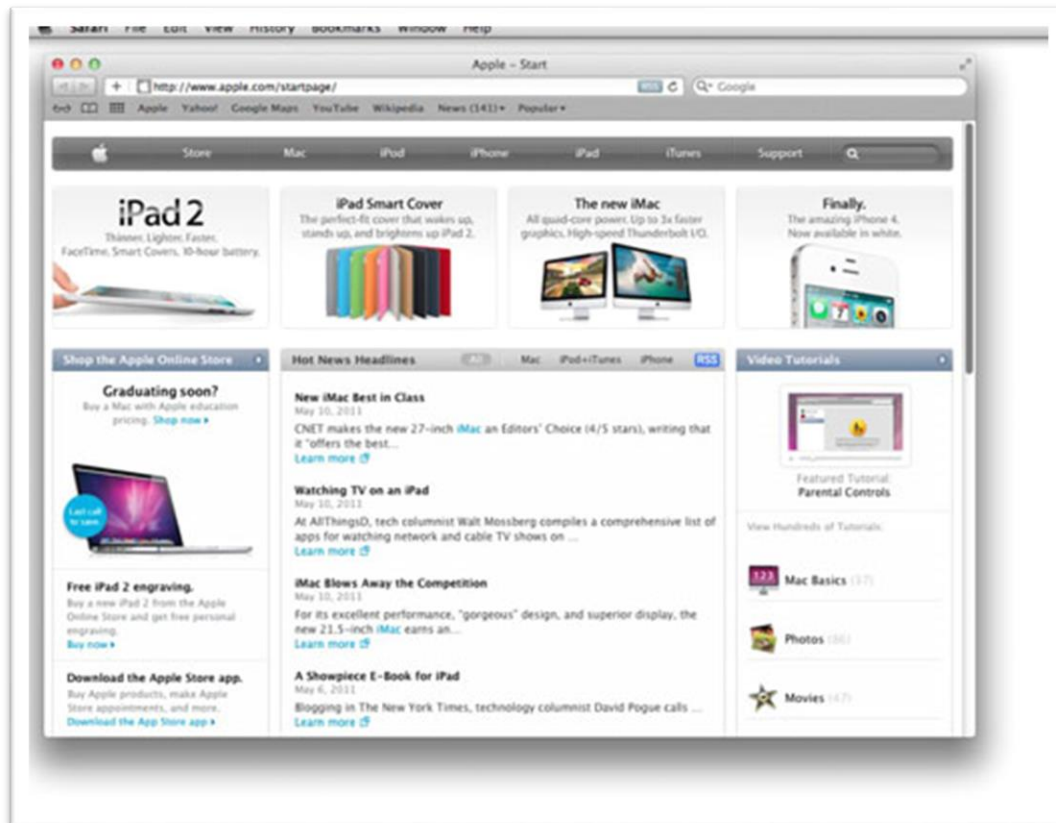 Safari File Edit View History Bookmarks Window Help
Apple – Start
http://www.apple.com/startpage/ RSS Google
Apple Yahoo! Google Maps YouTube Wikipedia News (141) Popular
Store Mac iPod iPhone iPad iTunes Support
iPad 2
Thinner. Lighter. Faster.
FaceTime. Smart Covers. 10-hour battery.
iPad Smart Cover
The perfect-fit cover that wakes up,
stands up, and brightens up iPad 2.
The new iMac
All quad-core power. Up to 3x faster
graphics. High-speed Thunderbolt I/O.
Finally.
The amazing iPhone 4.
Now available in white.
Shop the Apple Online Store
Graduating soon?
Buy a Mac with Apple education
pricing. Shop now
Last call
to save
Free iPad 2 engraving.
Buy a new iPad 2 from the Apple
Online Store and get free personal
engraving.
Buy now
Download the Apple Store app.
Buy Apple products, make Apple
Store appointments, and more.
Download the App Store app
Hot News Headlines All Mac iPod+iTunes iPhone RSS
New iMac Best in Class
May 10, 2011
CNET makes the new 27-inch iMac an Editors' Choice (4/5 stars), writing that
it "offers the best...
Learn more
Watching TV on an iPad
May 10, 2011
At AllThingsD, tech columnist Walt Mossberg compiles a comprehensive list of
apps for watching network and cable TV shows on ...
Learn more
iMac Blows Away the Competition
May 10, 2011
For its excellent performance, "gorgeous" design, and superior display, the
new 21.5-inch iMac earns an...
Learn more
A Showpiece E-Book for iPad
May 6, 2011
Blogging in The New York Times, technology columnist David Pogue calls ...
Learn more
Video Tutorials
Featured Tutorial:
Parental Controls
View Hundreds of Tutorials:
123
Mac Basics (37)
Photos (86)
Movies (47)